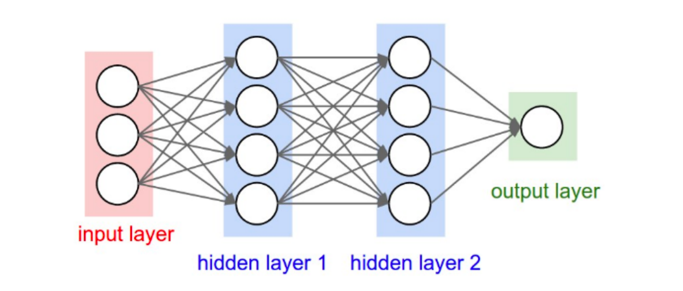 input layer
hidden layer 1
hidden layer 2
output layer